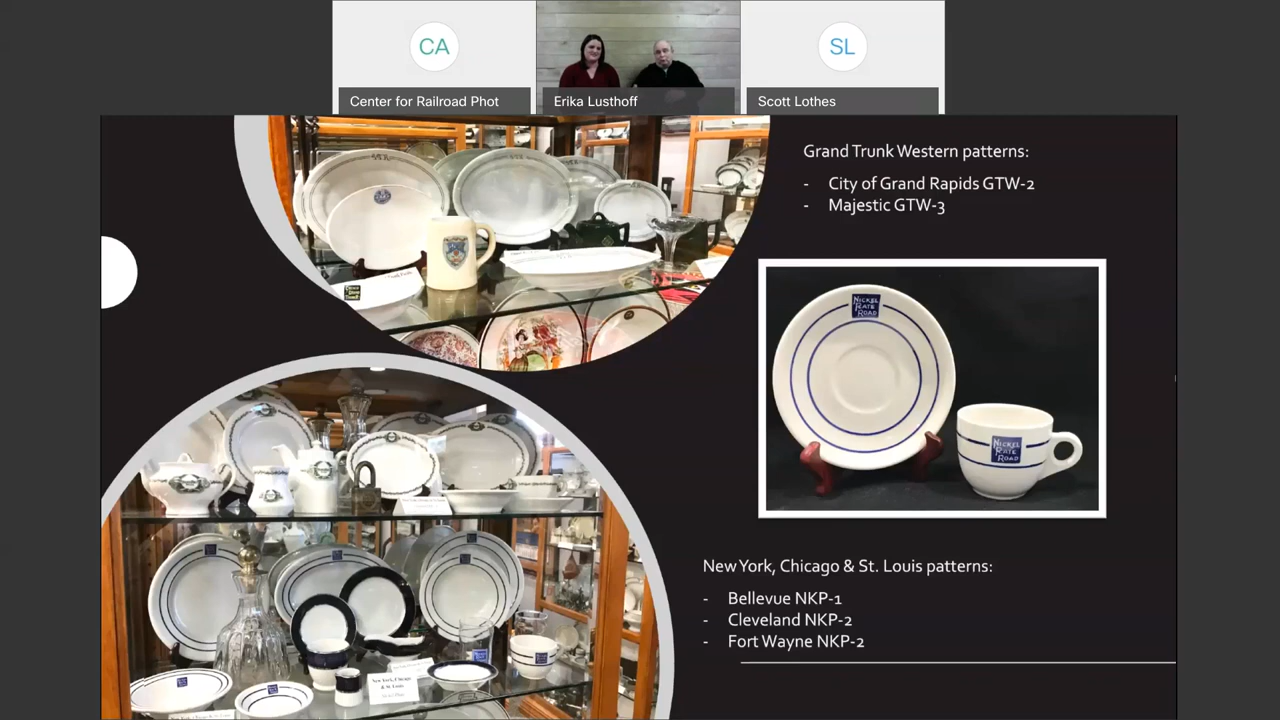 CA
SL
Center for Railroad Phot
Erika Lusthoff
Scott Lothes
Grand Trunk Western patterns:
- City of Grand Rapids GTW-2
- Majestic GTW-3
NICKEL
PLATE
ROAD
NICKEL
PLATE
ROAD
New York, Chicago & St. Louis patterns:
- Bellevue NKP-1
- Cleveland NKP-2
- Fort Wayne NKP-2
New York, Chicago
& St. Louis